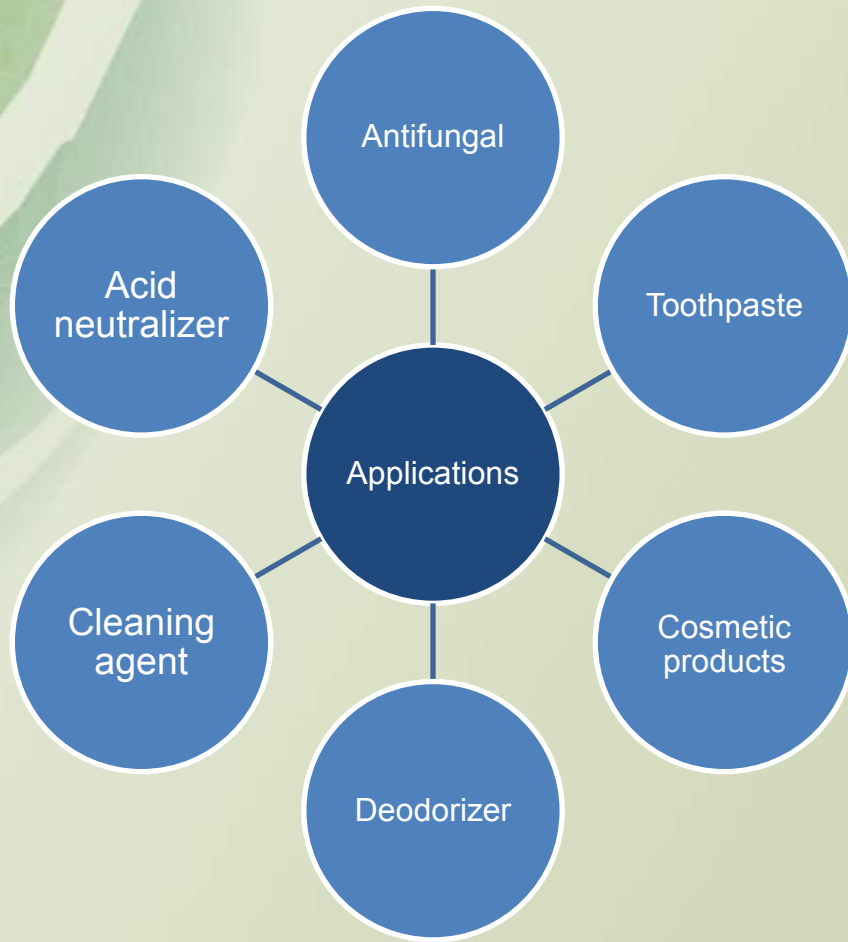 Antifungal
Acid
neutralizer
Toothpaste
Applications
Cleaning
agent
Cosmetic
products
Deodorizer